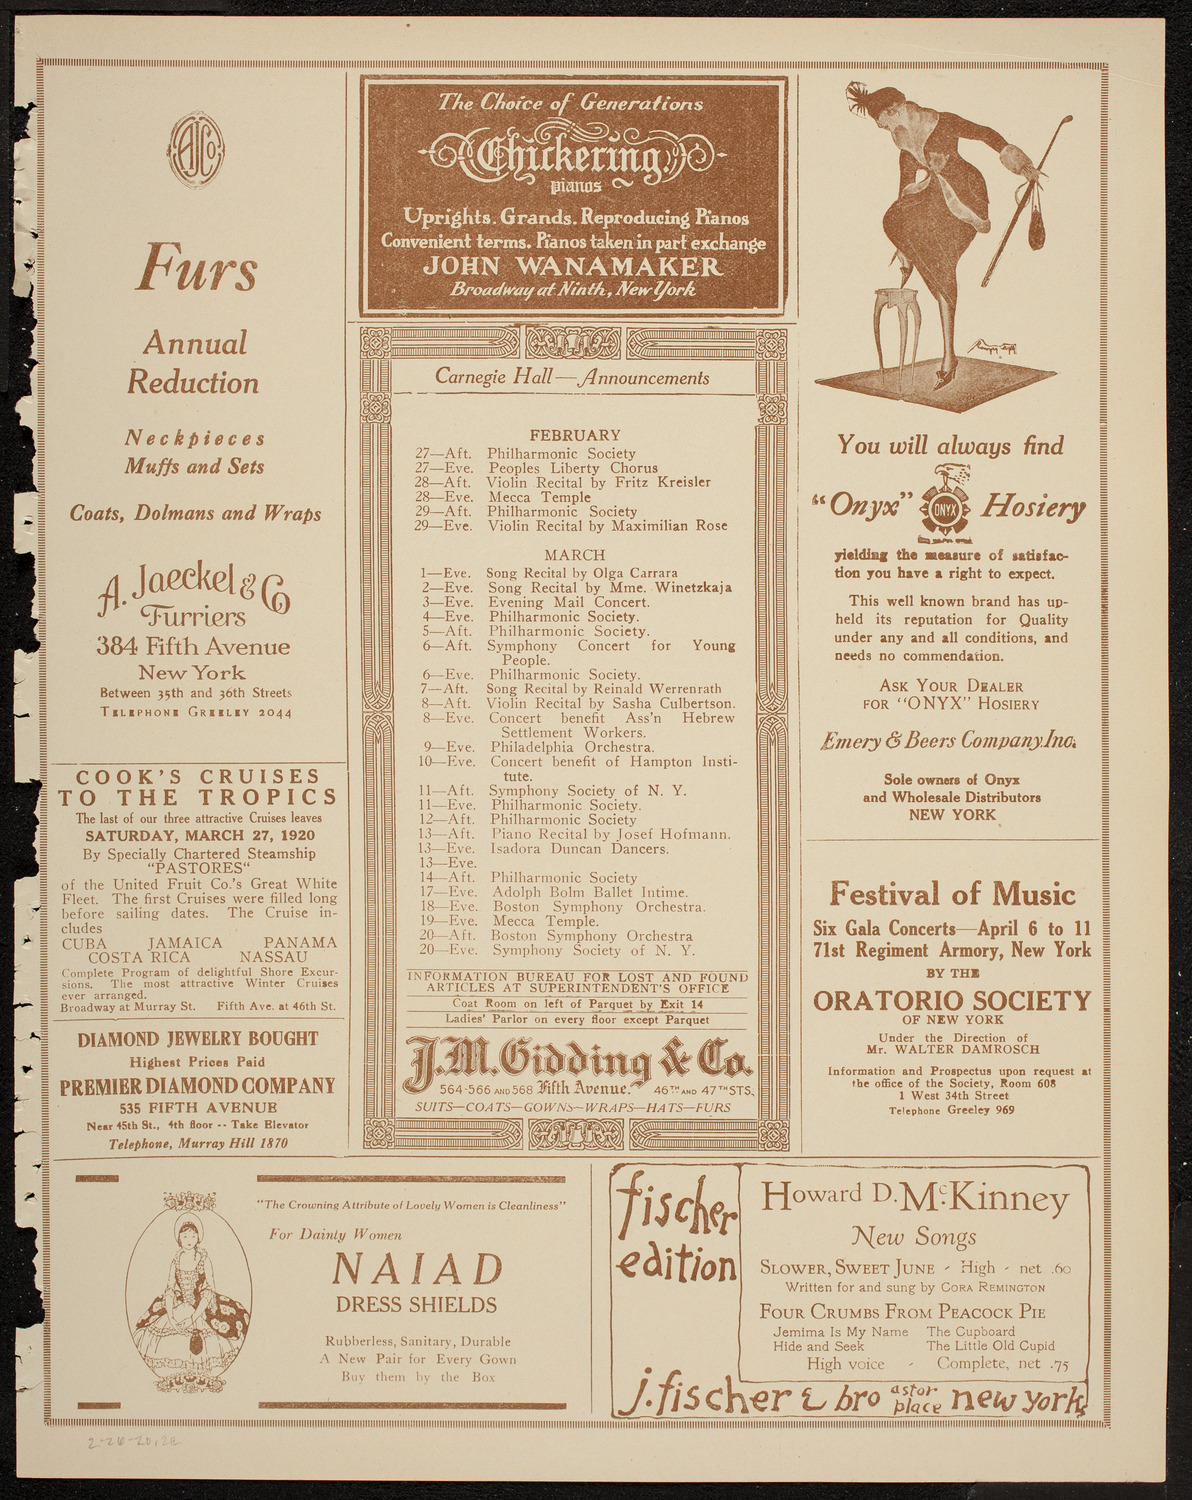 AJCo
Furs
Annual
Reduction
Neckpieces
Muffs and Sets
Coats, Dolmans and Wraps
A. Jaeckel & Co
Furriers
384 Fifth Avenue
New York
Between 35th and 36th Streets
TELEPHONE GREELEY 2044
COOK'S CRUISES
TO THE TROPICS
The last of our three attractive Cruises leaves
SATURDAY, MARCH 27, 1920
By Specially Chartered Steamship
"PASTORES"
of the United Fruit Co.'s Great White
Fleet. The first Cruises were filled long
before sailing dates. The Cruise in-
cludes
CUBA JAMAICA PANAMA
COSTA RICA NASSAU
Complete Program of delightful Shore Excur-
sions. The most attractive Winter Cruises
ever arranged.
Broadway at Murray St. Fifth Ave. at 46th St.
DIAMOND JEWELRY BOUGHT
Highest Prices Paid
PREMIER DIAMOND COMPANY
535 FIFTH AVENUE
Near 45th St., 4th floor -- Take Elevator
Telephone, Murray Hill 1870
The Choice of Generations
Chickering
pianos
Uprights. Grands. Reproducing Pianos
Convenient terms. Pianos taken in part exchange
JOHN WANAMAKER
Broadway at Ninth, New York
Carnegie Hall—Announcements
FEBRUARY
27—Aft. Philharmonic Society
27—Eve. Peoples Liberty Chorus
28—Aft. Violin Recital by Fritz Kreisler
28—Eve. Mecca Temple
29—Aft. Philharmonic Society
29—Eve. Violin Recital by Maximilian Rose
MARCH
1—Eve. Song Recital by Olga Carrara
2—Eve. Song Recital by Mme. Winetzkaja
3—Eve. Evening Mail Concert.
4—Eve. Philharmonic Society.
5—Aft. Philharmonic Society.
6—Aft. Symphony Concert for Young
People.
6—Eve. Philharmonic Society.
7—Aft. Song Recital by Reinald Werrenrath
8—Aft. Violin Recital by Sasha Culbertson.
8—Eve. Concert benefit Ass'n Hebrew
Settlement Workers.
9—Eve. Philadelphia Orchestra.
10—Eve. Concert benefit of Hampton Insti-
tute.
11—Aft. Symphony Society of N. Y.
11—Eve. Philharmonic Society.
12—Aft. Philharmonic Society
13—Aft. Piano Recital by Josef Hofmann.
13—Eve. Isadora Duncan Dancers.
13—Eve.
14—Aft. Philharmonic Society
17—Eve. Adolph Bolm Ballet Intime.
18—Eve. Boston Symphony Orchestra.
19—Eve. Mecca Temple.
20—Aft. Boston Symphony Orchestra
20—Eve. Symphony Society of N. Y.
INFORMATION BUREAU FOR LOST AND FOUND
ARTICLES AT SUPERINTENDENT'S OFFICE
Coat Room on left of Parquet by Exit 14
Ladies' Parlor on every floor except Parquet
J.M. Gidding & Co.
564-566 AND 568 Fifth Avenue. 46TH AND 47TH STS.
SUITS—COATS—GOWNS—WRAPS—HATS—FURS
You will always find
"Onyx" ONYX Hosiery
yielding the measure of satisfac-
tion you have a right to expect.
This well known brand has up-
held its reputation for Quality
under any and all conditions, and
needs no commendation.
ASK YOUR DEALER
FOR "ONYX" HOSIERY
Emery & Beers Company, Inc.
Sole owners of Onyx
and Wholesale Distributors
NEW YORK
Festival of Music
Six Gala Concerts—April 6 to 11
71st Regiment Armory, New York
BY THE
ORATORIO SOCIETY
OF NEW YORK
Under the Direction of
Mr. WALTER DAMROSCH
Information and Prospectus upon request at
the office of the Society, Room 608
1 West 34th Street
Telephone Greeley 969
"The Crowning Attribute of Lovely Women is Cleanliness"
For Dainty Women
NAIAD
DRESS SHIELDS
Rubberless, Sanitary, Durable
A New Pair for Every Gown
Buy them by the Box
fischer
edition
Howard D. McKinney
New Songs
SLOWER, SWEET JUNE - High - net .60
Written for and sung by CORA REMINGTON
FOUR CRUMBS FROM PEACOCK PIE
Jemima Is My Name The Cupboard
Hide and Seek The Little Old Cupid
High voice - Complete, net .75
j. fischer & bro astor place new york